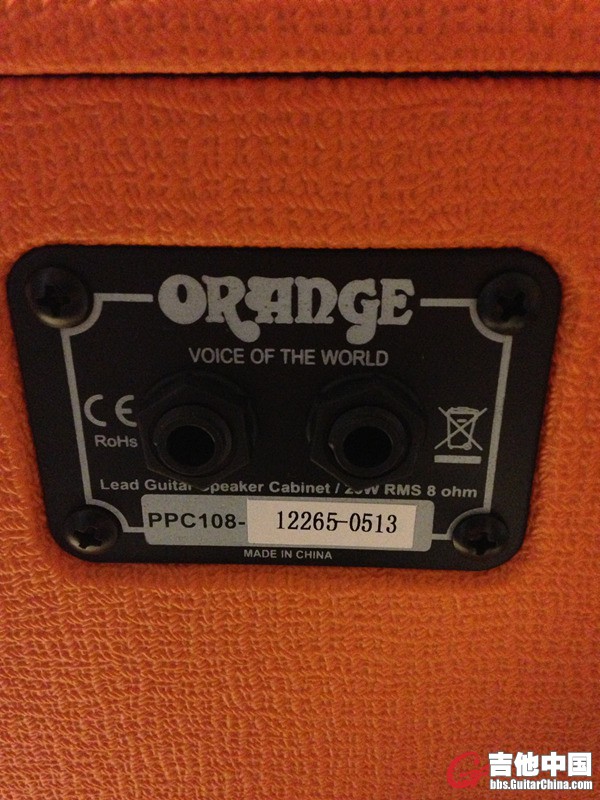 ORANGE
VOICE OF THE WORLD
CE
RoHs
Lead Guitar Speaker Cabinet / 20W RMS 8 ohm
PPC108- 12265-0513
MADE IN CHINA
吉他中国
bbs.GuitarChina.com